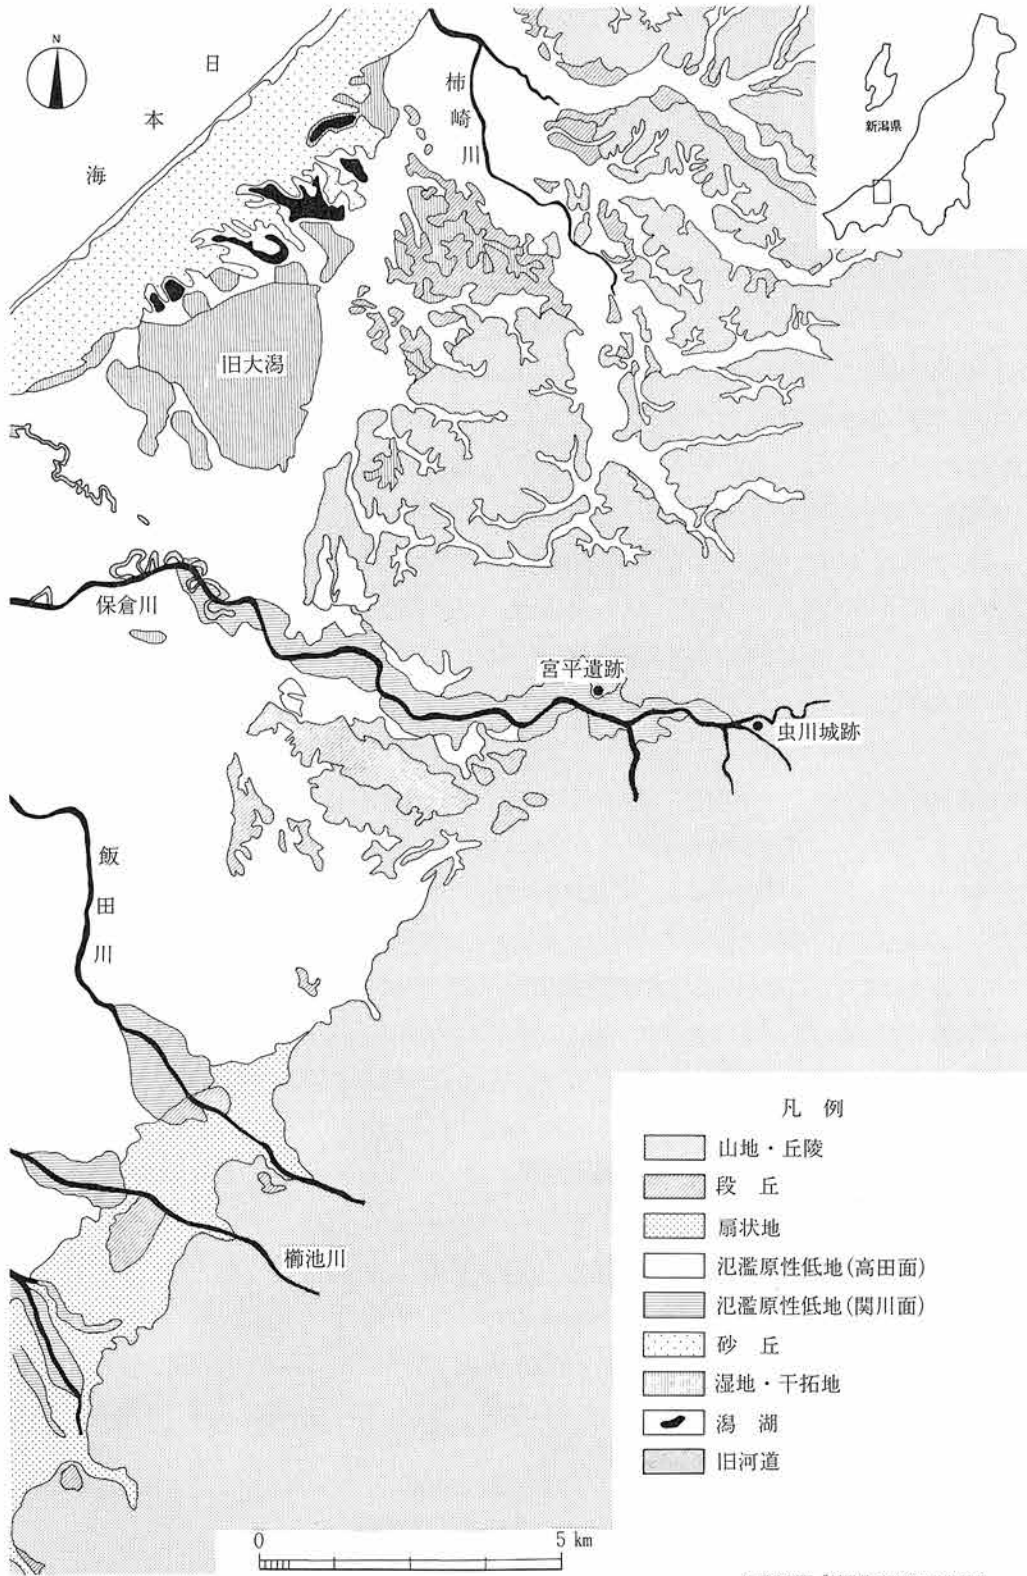 N
日本海
柿崎川
新潟県
旧大潟
保倉川
宮平遺跡
虫川城跡
飯田川
櫛池川
凡 例
山地・丘陵
段 丘
扇状地
氾濫原性低地(高田面)
氾濫原性低地(関川面)
砂 丘
湿地・干拓地
潟 湖
旧河道
0 5 km